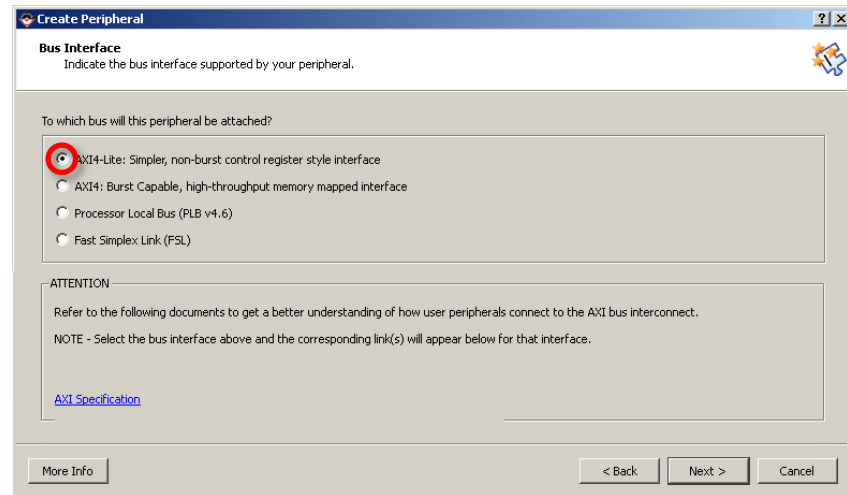 Create Peripheral
Bus Interface
Indicate the bus interface supported by your peripheral.
To which bus will this peripheral be attached?
AXI4-Lite: Simpler, non-burst control register style interface
AXI4: Burst Capable, high-throughput memory mapped interface
Processor Local Bus (PLB v4.6)
Fast Simplex Link (FSL)
ATTENTION
Refer to the following documents to get a better understanding of how user peripherals connect to the AXI bus interconnect.
NOTE - Select the bus interface above and the corresponding link(s) will appear below for that interface.
AXI Specification
More Info
< Back
Next >
Cancel